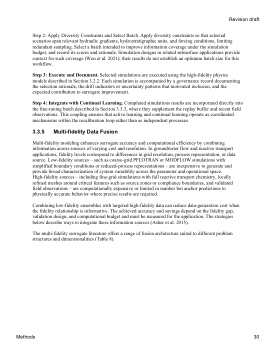 Revision draft
Step 2: Apply Diversity Constraints and Select Batch. Apply diversity constraints so that selected
scenarios span relevant hydraulic gradients, hydrostratigraphic units, and forcing conditions, limiting
redundant sampling. Select a batch intended to improve information coverage under the simulation
budget, and record its scores and rationale. Simulation designs in related subsurface applications provide
context for such coverage (Wen et al. 2021); their results do not establish an optimum batch size for this
workflow.
Step 3: Execute and Document. Selected simulations are executed using the high-fidelity physics
models described in Section 3.2.2. Each simulation is accompanied by a governance record documenting
the selection rationale, the drift indicators or uncertainty patterns that motivated inclusion, and the
expected contribution to surrogate improvement.
Step 4: Integrate with Continual Learning. Completed simulations are incorporated directly into
the fine-tuning batch described in Section 3.3.3, where they supplement the replay buffer and recent field
observations. This coupling ensures that active learning and continual learning operate as coordinated
mechanisms within the recalibration loop rather than as independent processes.
3.3.5 Multi-fidelity Data Fusion
Multi-fidelity modeling enhances surrogate accuracy and computational efficiency by combining
information across sources of varying cost and resolution. In groundwater flow and reactive transport
applications, fidelity levels correspond to differences in grid resolution, process representation, or data
source. Low-fidelity sources – such as coarse-grid PFLOTRAN or MODFLOW simulations with
simplified boundary conditions or reduced-process representations – are inexpensive to generate and
provide broad characterization of system variability across the parameter and operational space.
High-fidelity sources – including fine-grid simulations with full reactive transport chemistry, locally
refined meshes around critical features such as source zones or compliance boundaries, and validated
field observations – are computationally expensive or limited in number but anchor predictions to
physically accurate behavior where precise results are required.
Combining low-fidelity ensembles with targeted high-fidelity data can reduce data-generation cost when
the fidelity relationship is informative. The achieved accuracy and savings depend on the fidelity gap,
validation design, and computational budget and must be measured for the application. The strategies
below describe ways to integrate these information sources (Asher et al. 2015).
The multi-fidelity surrogate literature offers a range of fusion architectures suited to different problem
structures and dimensionalities (Table 8).
Methods 30